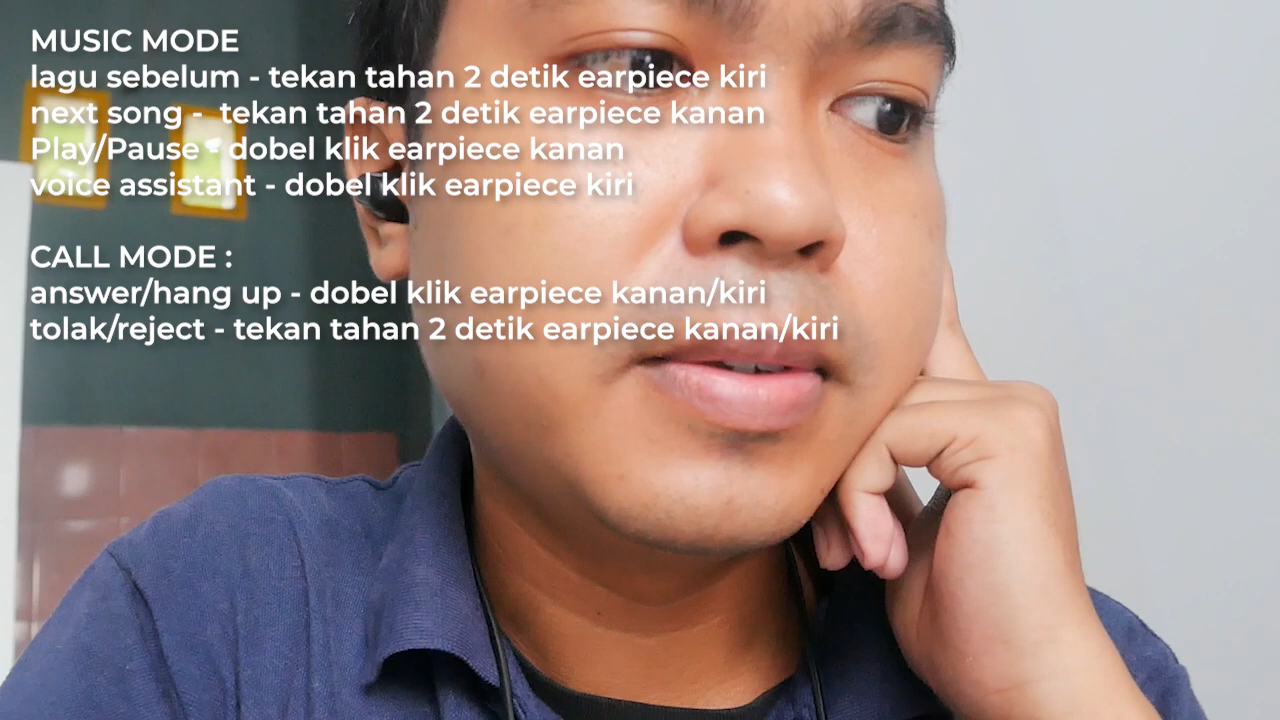 MUSIC MODE
lagu sebelum - tekan tahan 2 detik earpiece kiri
next song - tekan tahan 2 detik earpiece kanan
Play/Pause - dobel klik earpiece kanan
voice assistant - dobel klik earpiece kiri
CALL MODE :
answer/hang up - dobel klik earpiece kanan/kiri
tolak/reject - tekan tahan 2 detik earpiece kanan/kiri